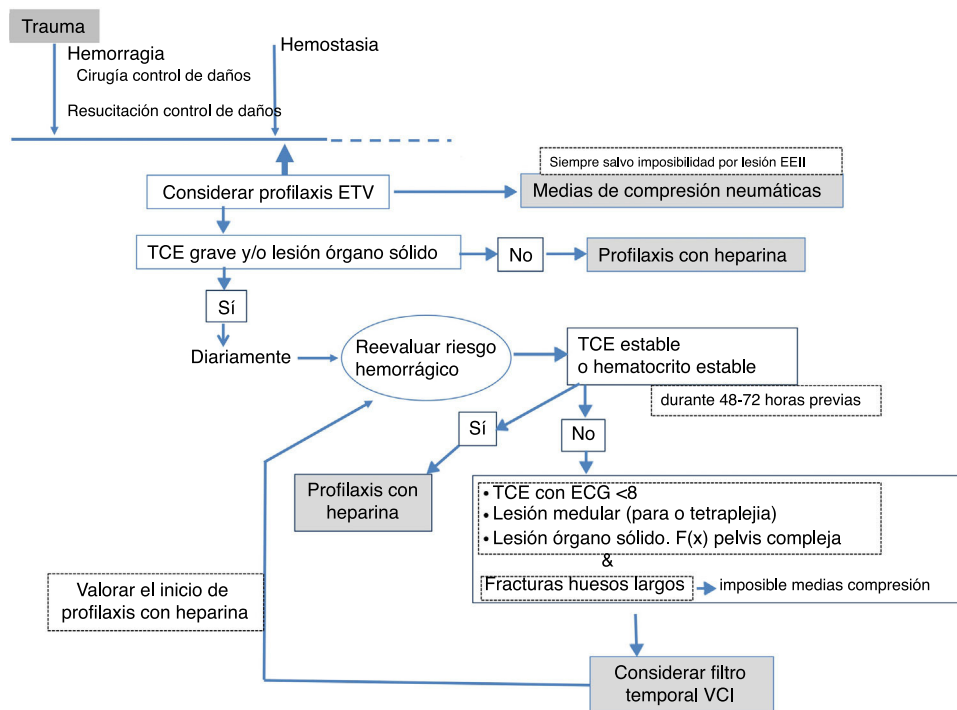 Trauma
Hemorragia
Cirugía control de daños
Resucitación control de daños
Hemostasia
Considerar profilaxis ETV
Siempre salvo imposibilidad por lesión EEII
Medias de compresión neumáticas
TCE grave y/o lesión órgano sólido
No
Profilaxis con heparina
Sí
Diariamente
Reevaluar riesgo
hemorrágico
TCE estable
o hematocrito estable
durante 48-72 horas previas
Sí
No
Profilaxis con
heparina
• TCE con ECG <8
• Lesión medular (para o tetraplejia)
• Lesión órgano sólido. F(x) pelvis compleja
&
Fracturas huesos largos
imposible medias compresión
Valorar el inicio de
profilaxis con heparina
Considerar filtro
temporal VCI